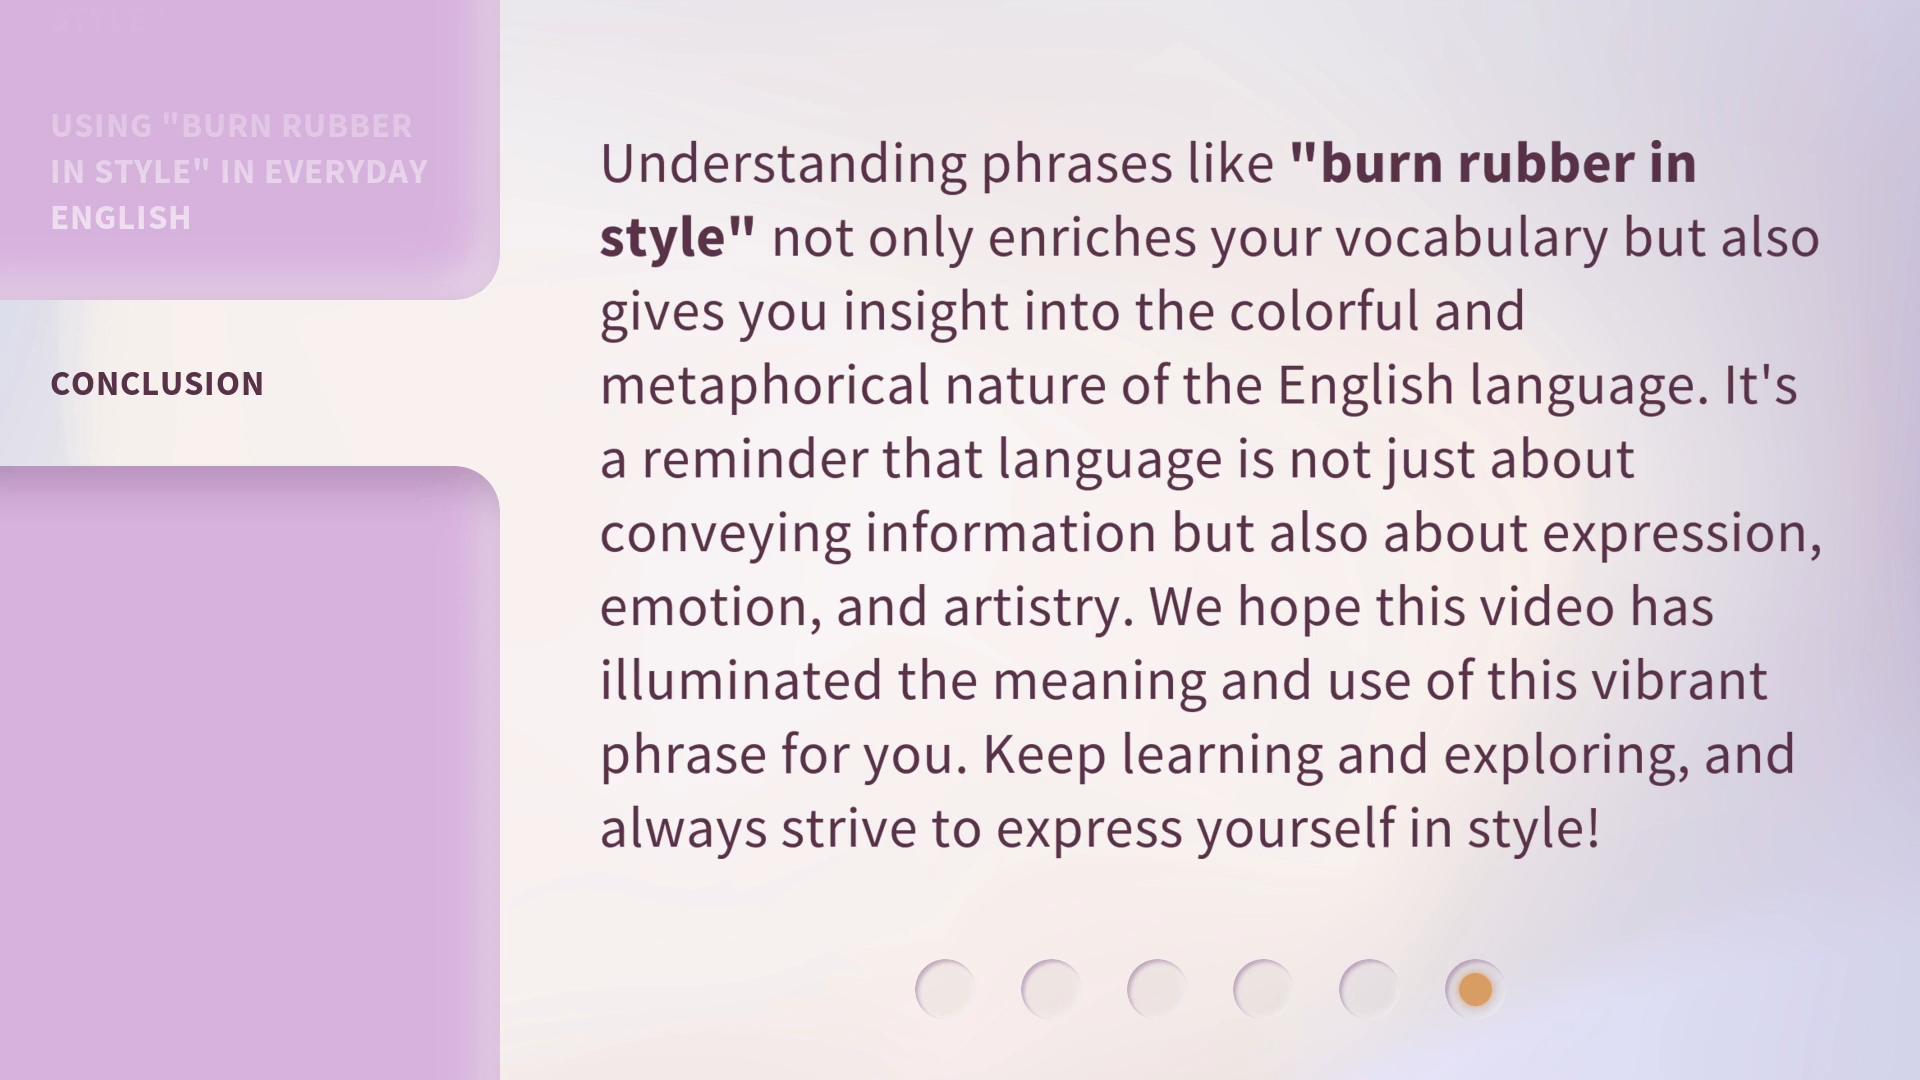 USING "BURN RUBBER
IN STYLE" IN EVERYDAY
ENGLISH
CONCLUSION
Understanding phrases like "burn rubber in
style" not only enriches your vocabulary but also
gives you insight into the colorful and
metaphorical nature of the English language. It's
a reminder that language is not just about
conveying information but also about expression,
emotion, and artistry. We hope this video has
illuminated the meaning and use of this vibrant
phrase for you. Keep learning and exploring, and
always strive to express yourself in style!